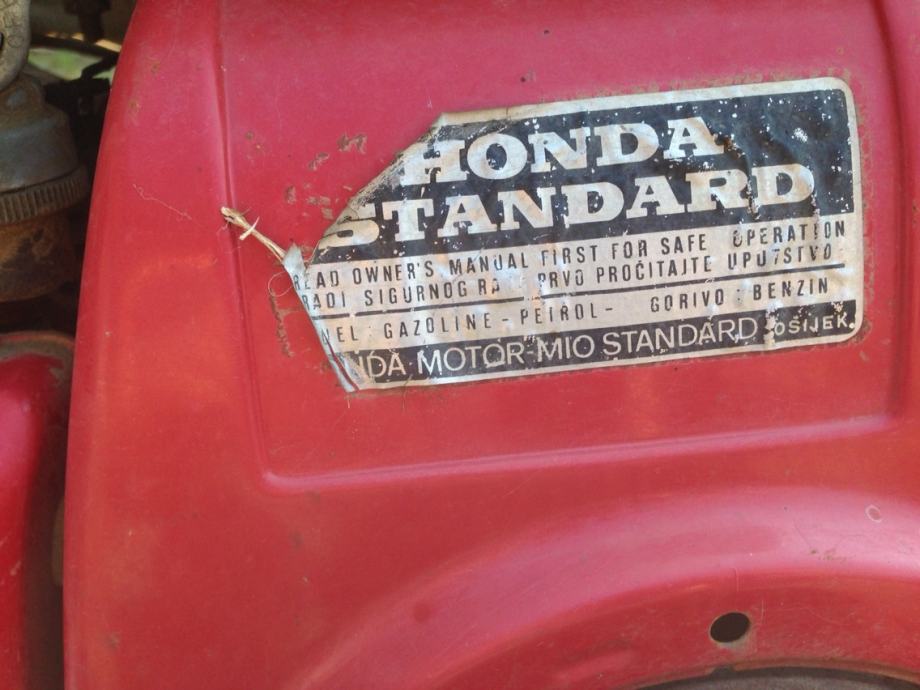 HONDA
STANDARD
READ OWNER'S MANUAL FIRST FOR SAFE OPERATION
RADI SIGURNOG RA PRVO PROČITAJTE UPUTSTVO
GAZOLINE - PETROL - GORIVO : BENZIN
MOTOR-MIO STANDARD OSIJEK